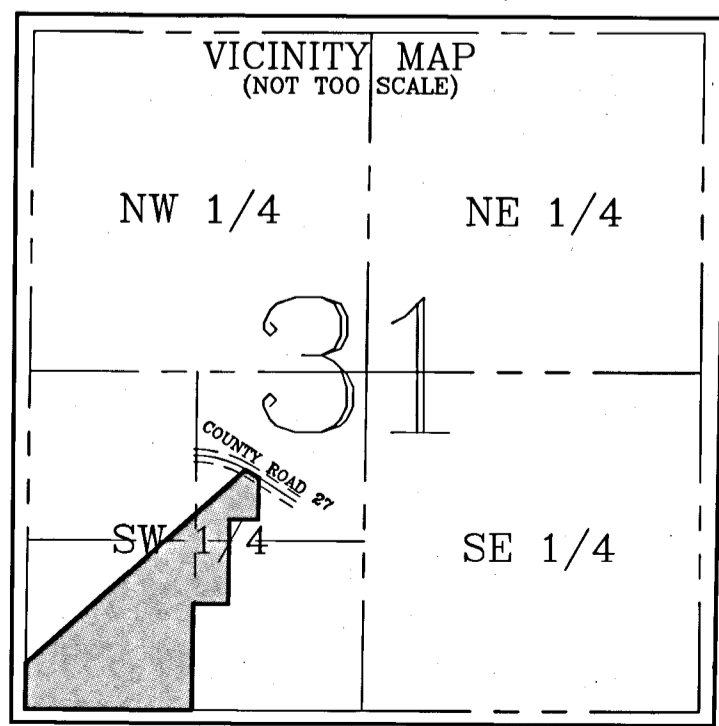 VICINITY MAP
(NOT TOO SCALE)
NW 1/4
NE 1/4
31
COUNTY ROAD 27
SW 1/4
SE 1/4